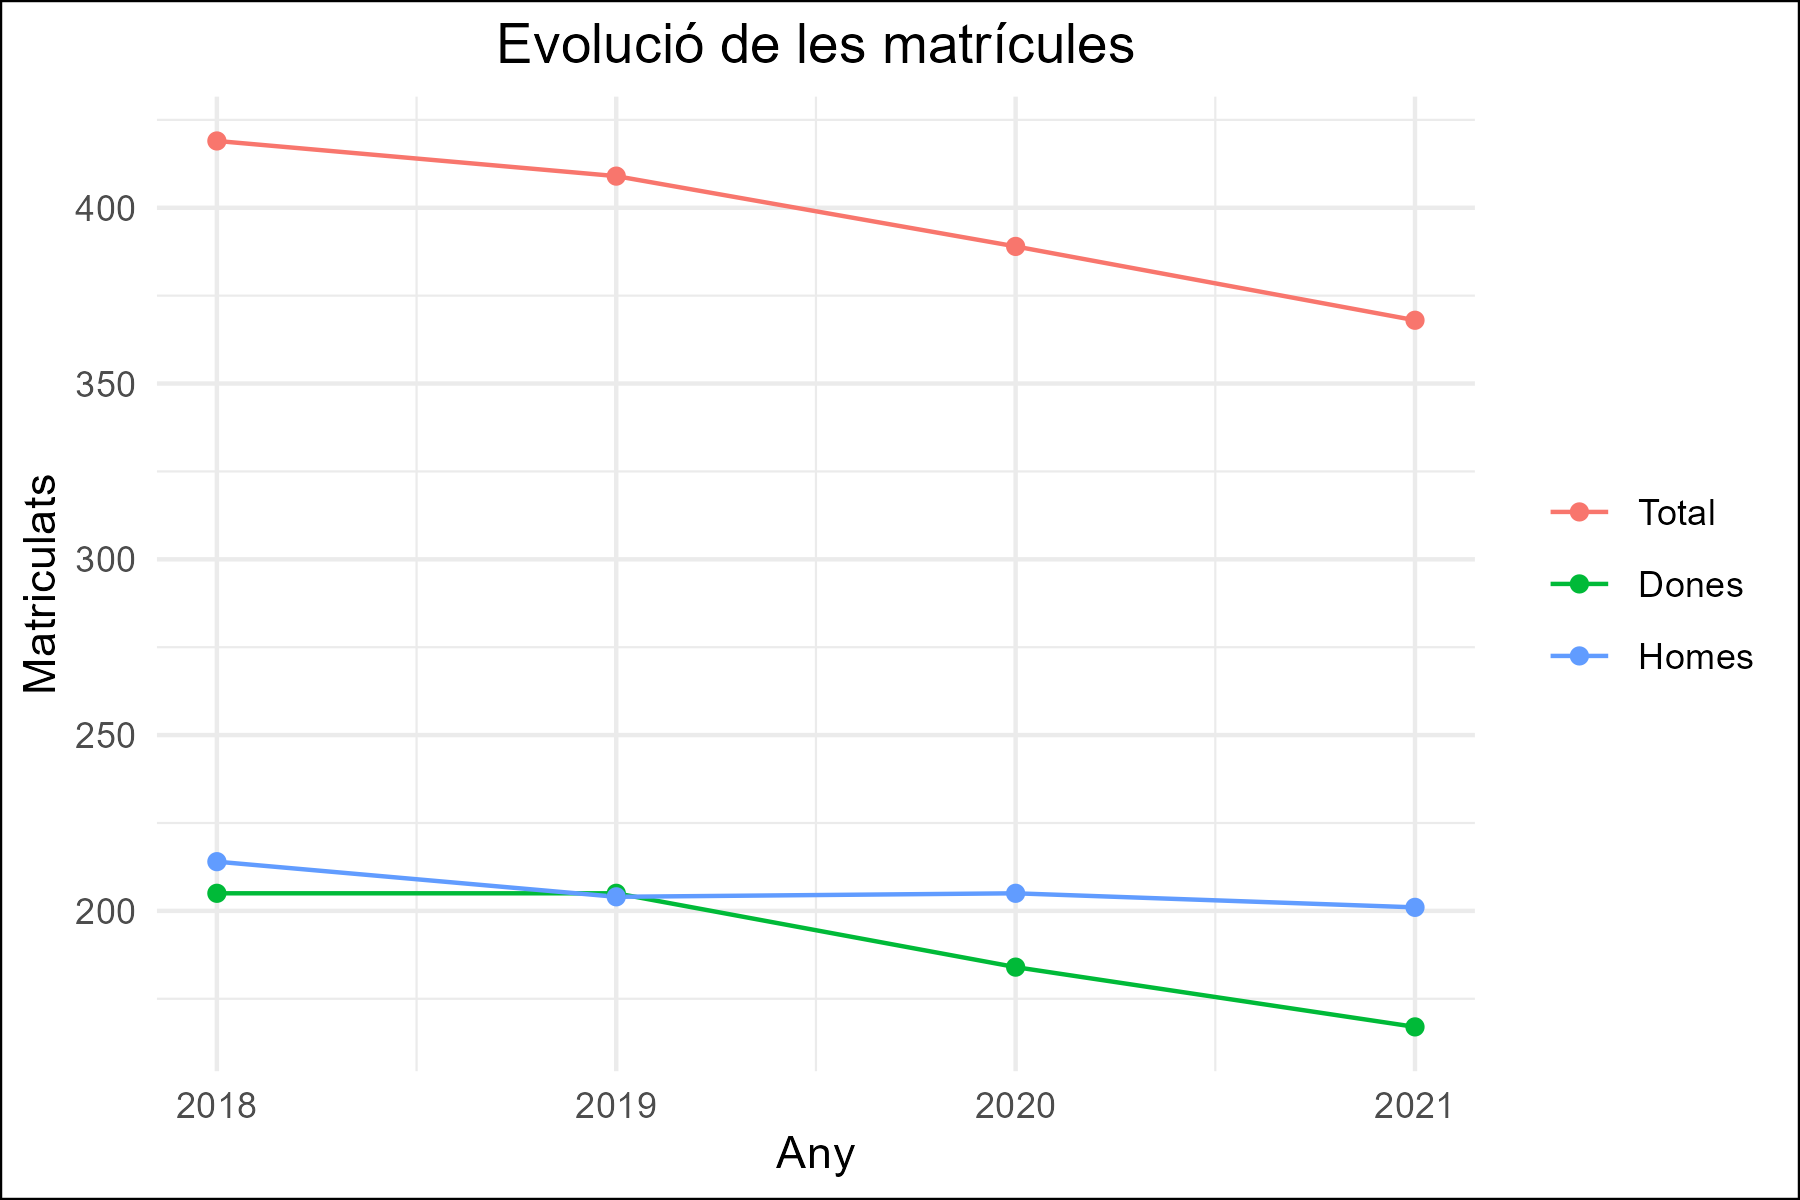 Evolució de les matrícules
Matriculats
400
350
300
250
200
2018 2019 2020 2021
Any
Total
Dones
Homes